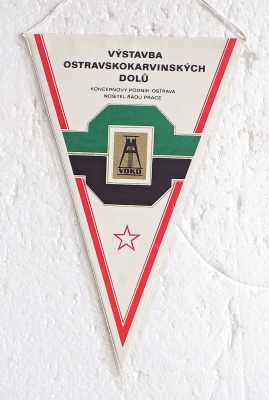 VÝSTAVBA
OSTRAVSKOKARVINSKÝCH
DOLŮ
KONCERNOVÝ PODNIK OSTRAVA
NOSITEL ŘÁDU PRÁCE
VOKD